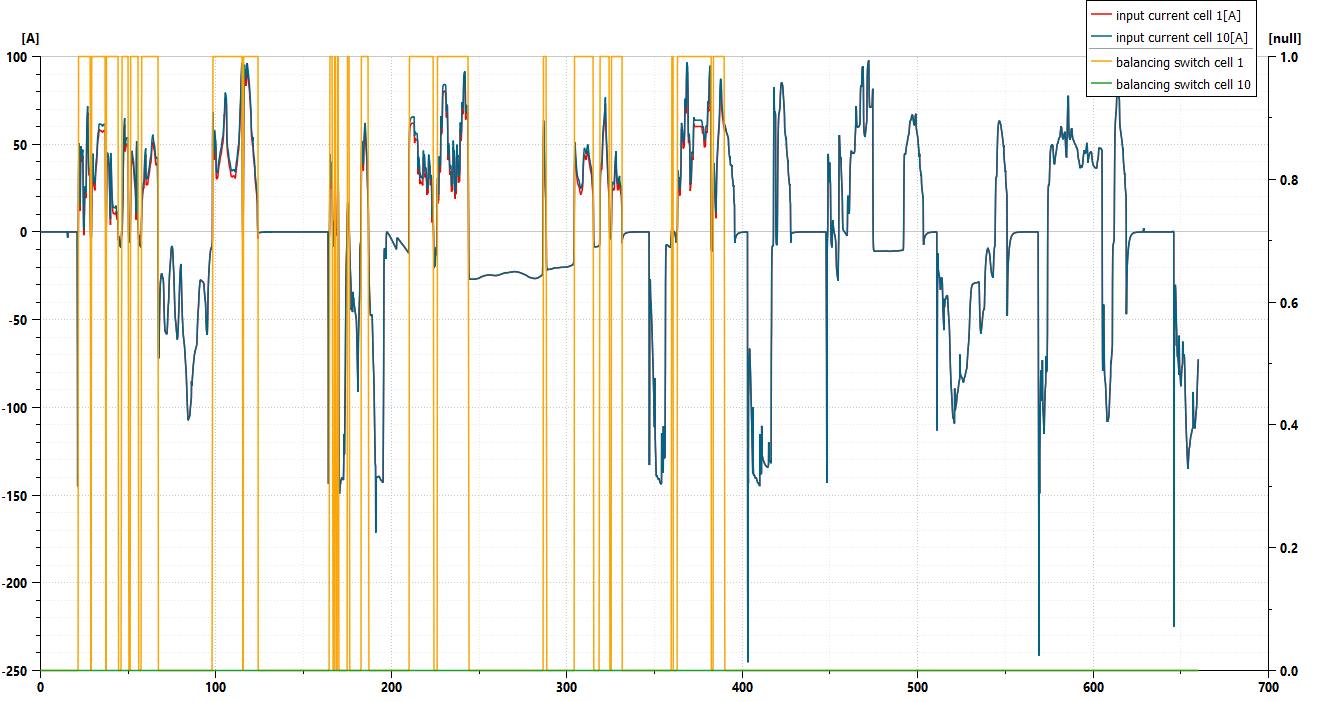 input current cell 1[A]
input current cell 10[A]
balancing switch cell 1
balancing switch cell 10
[A]
[null]
100
50
0
-50
-100
-150
-200
-250
1.0
0.8
0.6
0.4
0.2
0.0
0 100 200 300 400 500 600 700